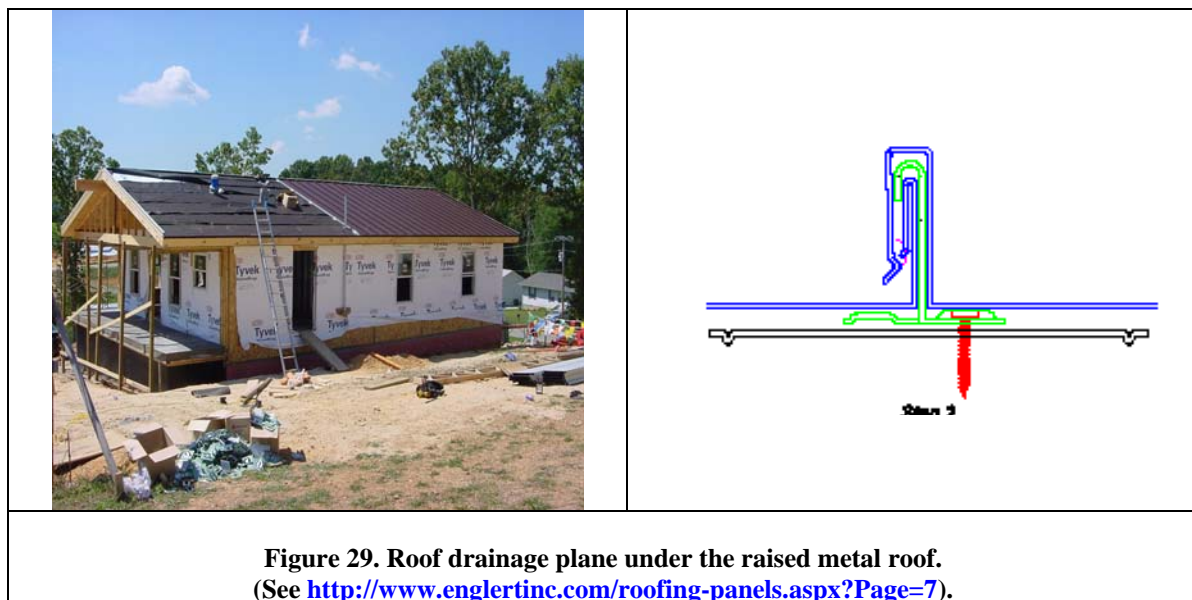 Tyvek
Tyvek
Tyvek
Tyvek
Tyvek
Tyvek
Figure 29. Roof drainage plane under the raised metal roof.
(See http://www.englertinc.com/roofing-panels.aspx?Page=7).